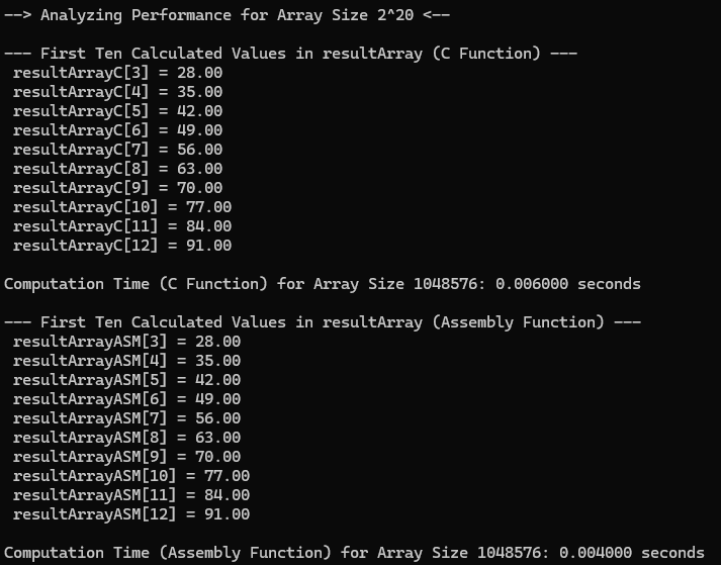 --> Analyzing Performance for Array Size 2^20 <--
--- First Ten Calculated Values in resultArray (C Function) ---
resultArrayC[3] = 28.00
resultArrayC[4] = 35.00
resultArrayC[5] = 42.00
resultArrayC[6] = 49.00
resultArrayC[7] = 56.00
resultArrayC[8] = 63.00
resultArrayC[9] = 70.00
resultArrayC[10] = 77.00
resultArrayC[11] = 84.00
resultArrayC[12] = 91.00
Computation Time (C Function) for Array Size 1048576: 0.006000 seconds
--- First Ten Calculated Values in resultArray (Assembly Function) ---
resultArrayASM[3] = 28.00
resultArrayASM[4] = 35.00
resultArrayASM[5] = 42.00
resultArrayASM[6] = 49.00
resultArrayASM[7] = 56.00
resultArrayASM[8] = 63.00
resultArrayASM[9] = 70.00
resultArrayASM[10] = 77.00
resultArrayASM[11] = 84.00
resultArrayASM[12] = 91.00
Computation Time (Assembly Function) for Array Size 1048576: 0.004000 seconds